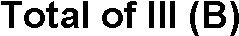 Total of III (B)